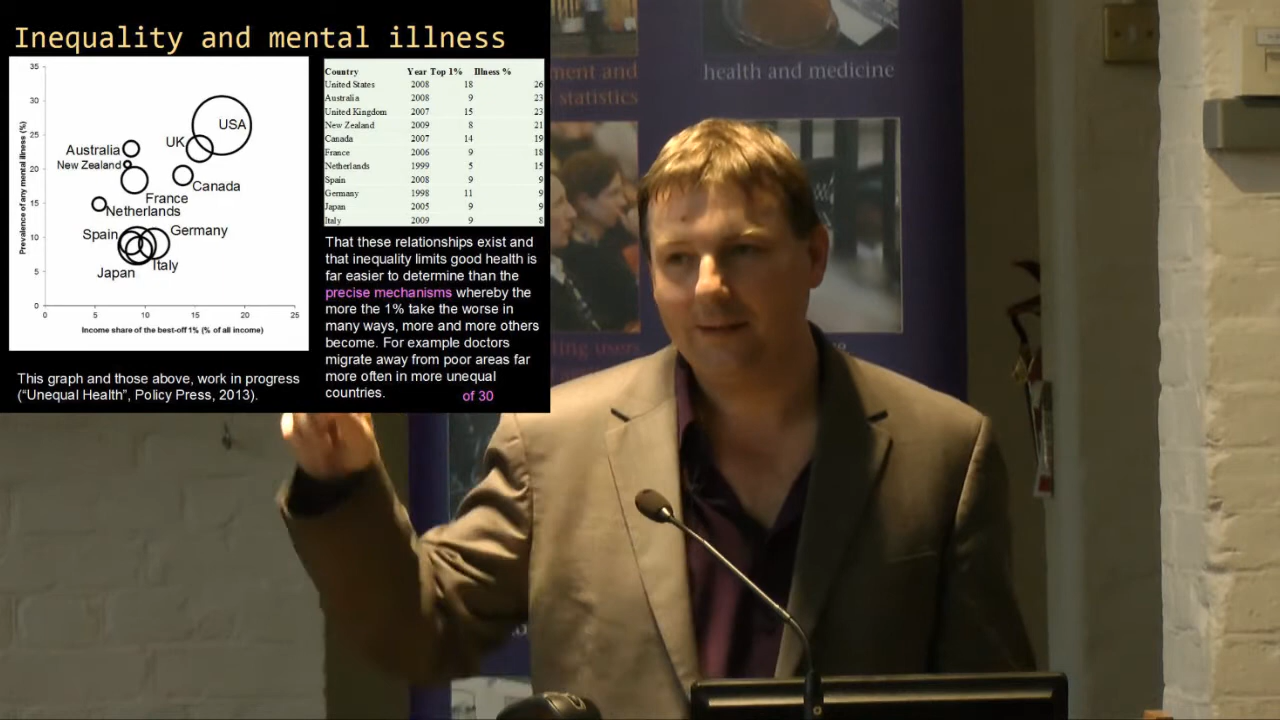 Inequality and mental illness
35
30
25
20
15
10
5
0
0 5 10 15 20 25
Prevalence of any mental illness (%)
Income share of the best-off 1% (% of all income)
USA
UK
Australia
New Zealand
Canada
France
Netherlands
Spain
Germany
Italy
Japan
This graph and those above, work in progress
(“Unequal Health”, Policy Press, 2013).
Country Year Top 1% Illness %
United States 2008 18 26
Australia 2008 9 23
United Kingdom 2007 15 23
New Zealand 2009 8 21
Canada 2007 14 19
France 2006 9 18
Netherlands 1999 5 15
Spain 2008 9 9
Germany 1998 11 9
Japan 2005 9 9
Italy 2009 9 8
That these relationships exist and
that inequality limits good health is
far easier to determine than the
precise mechanisms whereby the
more the 1% take the worse in
many ways, more and more others
become. For example doctors
migrate away from poor areas far
more often in more unequal
countries.
of 30
ment and
statistics
health and medicine
ting users